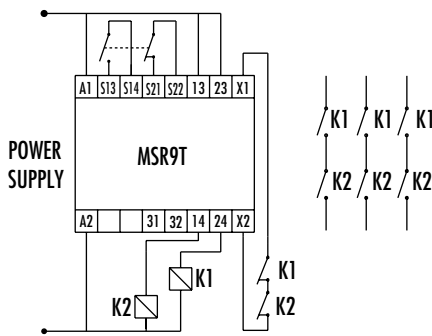 A1 S13 S14 S21 S22 13 23 X1
K1 K1 K1
POWER
SUPPLY
MSR9T
K2 K2 K2
A2 31 32 14 24 X2
K1
K1
K2
K2